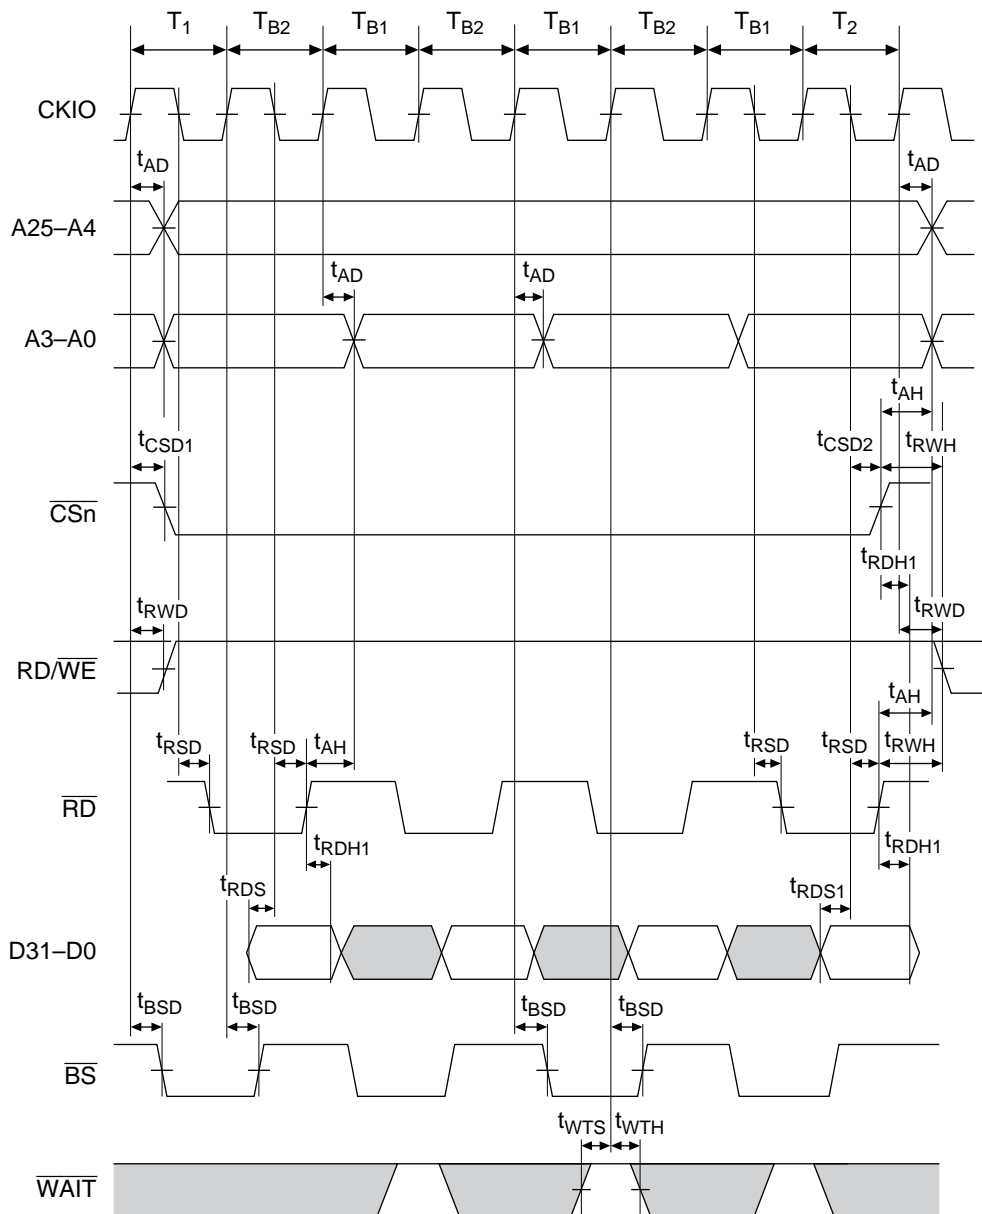 T1 TB2 TB1 TB2 TB1 TB2 TB1 T2
CKIO
tAD tAD
A25–A4
tAD tAD
A3–A0
tAH
tCSD1 tCSD2 tRWH
CSn
tRDH1
tRWD tRWD
RD/WE
tAH
tRSD tRSD tAH tRSD tRSD tRWH
RD
tRDH1 tRDH1
tRDS tRDS1
D31–D0
tBSD tBSD tBSD tBSD
BS
tWTS tWTH
WAIT